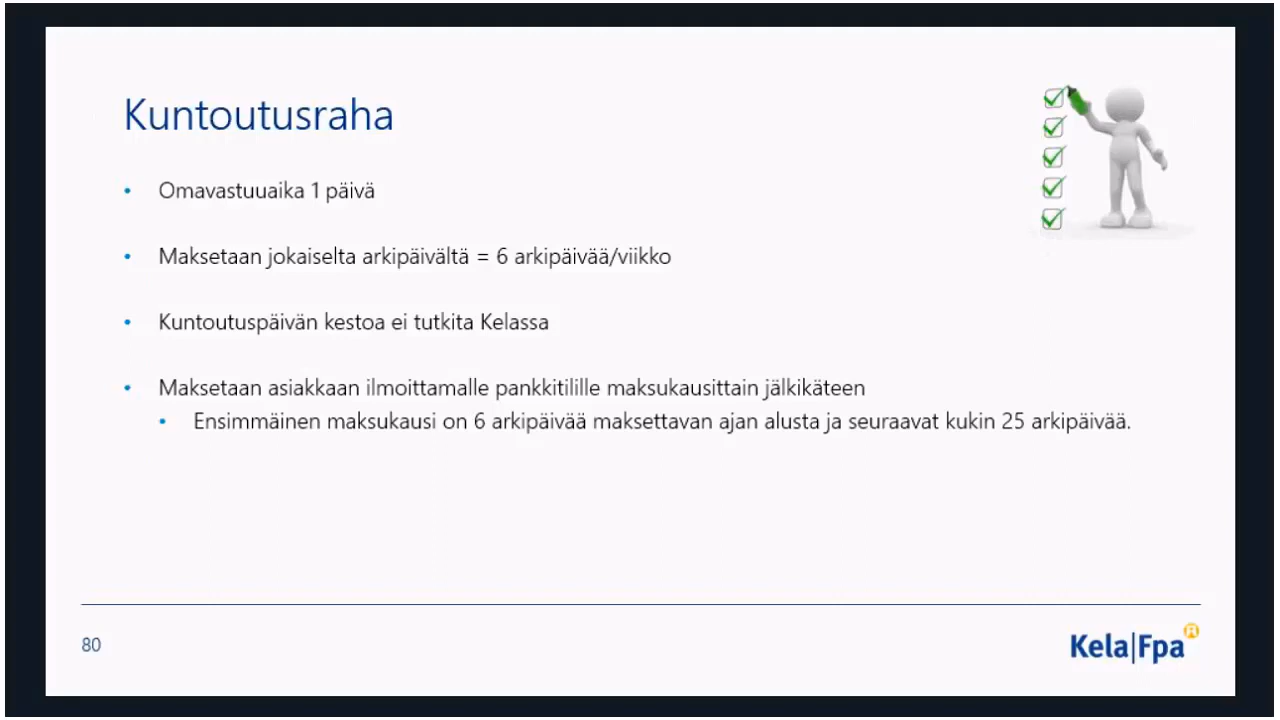 Kuntoutusraha
• Omavastuuaika 1 päivä
• Maksetaan jokaiselta arkipäivältä = 6 arkipäivää/viikko
• Kuntoutuspäivän kestoa ei tutkita Kelassa
• Maksetaan asiakkaan ilmoittamalle pankkitilille maksukausittain jälkikäteen
• Ensimmäinen maksukausi on 6 arkipäivää maksettavan ajan alusta ja seuraavat kukin 25 arkipäivää.
80
Kela|Fpa